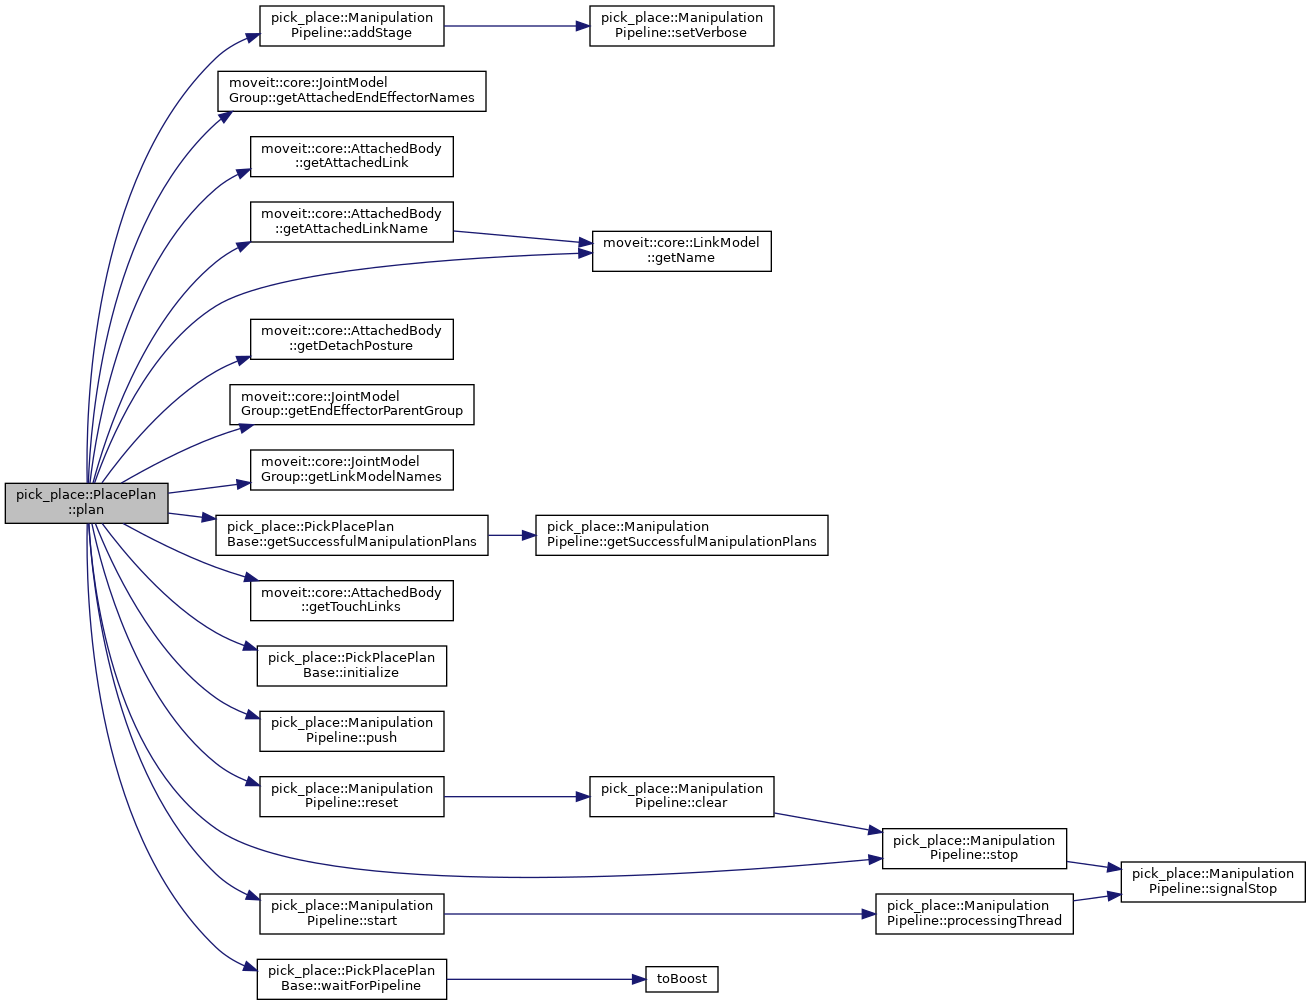 pick_place::Manipulation
Pipeline::addStage
pick_place::Manipulation
Pipeline::setVerbose
moveit::core::JointModel
Group::getAttachedEndEffectorNames
moveit::core::AttachedBody
::getAttachedLink
moveit::core::AttachedBody
::getAttachedLinkName
moveit::core::LinkModel
::getName
moveit::core::AttachedBody
::getDetachPosture
moveit::core::JointModel
Group::getEndEffectorParentGroup
moveit::core::JointModel
Group::getLinkModelNames
pick_place::PlacePlan
::plan
pick_place::PickPlacePlan
Base::getSuccessfulManipulationPlans
pick_place::Manipulation
Pipeline::getSuccessfulManipulationPlans
moveit::core::AttachedBody
::getTouchLinks
pick_place::PickPlacePlan
Base::initialize
pick_place::Manipulation
Pipeline::push
pick_place::Manipulation
Pipeline::reset
pick_place::Manipulation
Pipeline::clear
pick_place::Manipulation
Pipeline::stop
pick_place::Manipulation
Pipeline::signalStop
pick_place::Manipulation
Pipeline::start
pick_place::Manipulation
Pipeline::processingThread
pick_place::PickPlacePlan
Base::waitForPipeline
toBoost